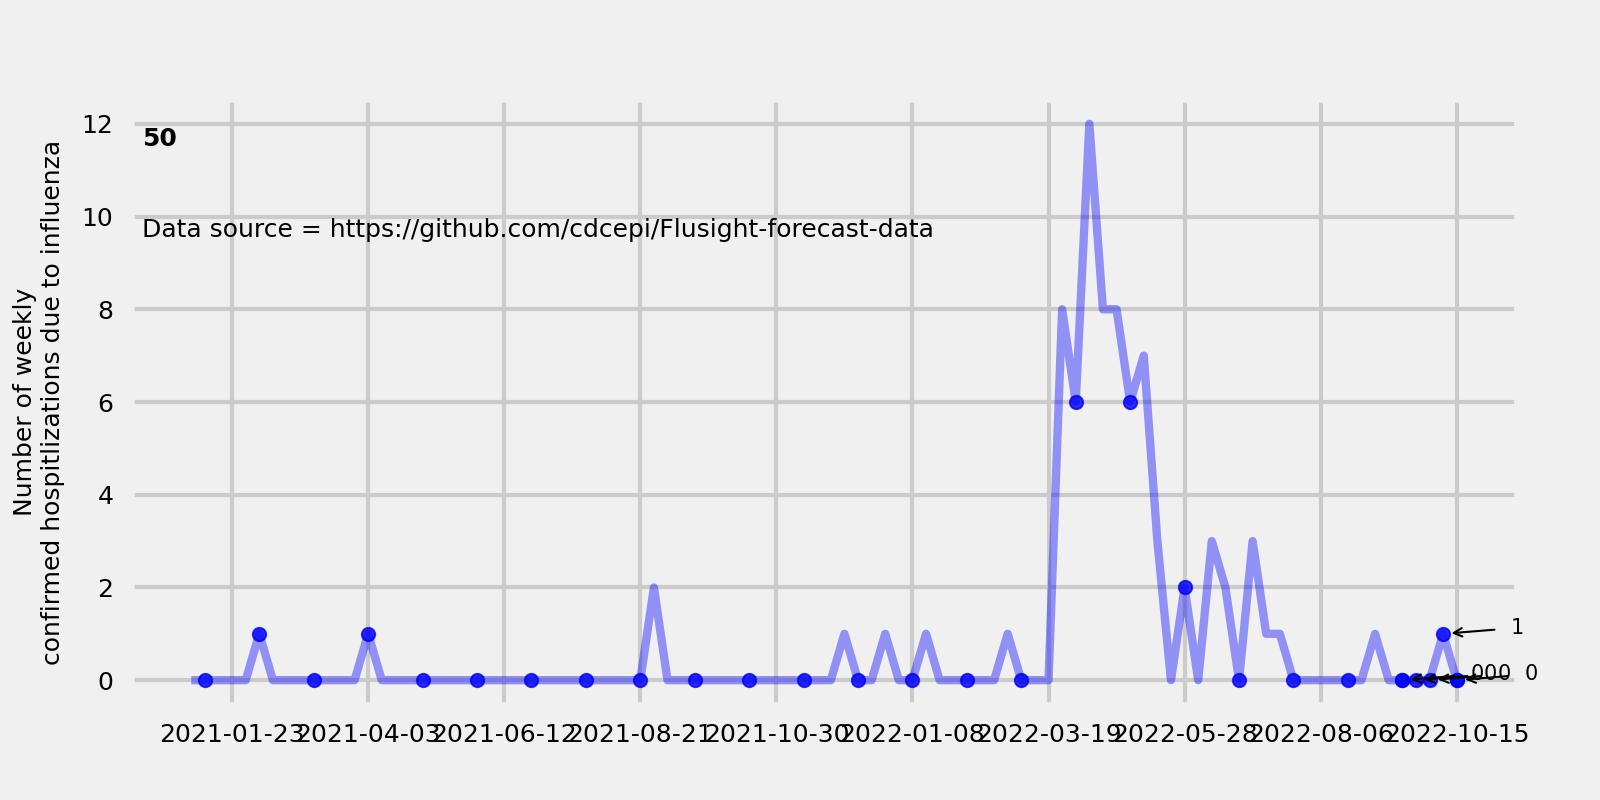 Number of weekly
confirmed hospitlizations due to influenza
12
10
8
6
4
2
0
50
Data source = https://github.com/cdcepi/Flusight-forecast-data
1
000 0
2021-01-23 2021-04-03 2021-06-12 2021-08-21 2021-10-30 2022-01-08 2022-03-19 2022-05-28 2022-08-06 2022-10-15